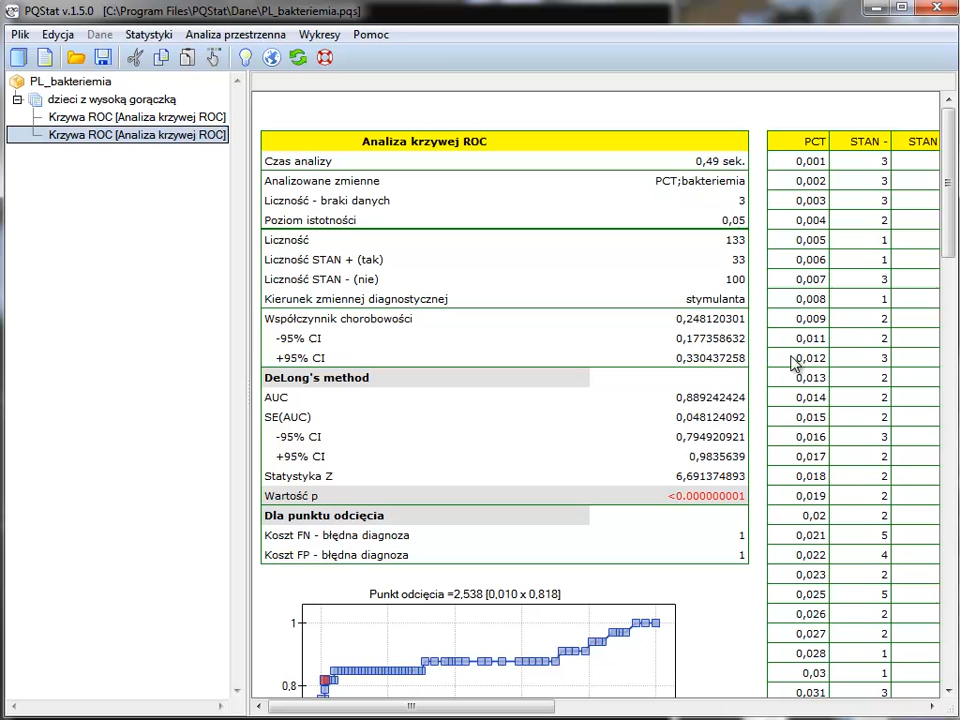 PQStat v.1.5.0 [C:\Program Files\PQStat\Dane\PL_bakteriemia.pqs]
Plik Edycja Dane Statystyki Analiza przestrzenna Wykresy Pomoc
PL_bakteriemia
dzieci z wysoką gorączką
Krzywa ROC [Analiza krzywej ROC]
Krzywa ROC [Analiza krzywej ROC]
Analiza krzywej ROC
Czas analizy 0,49 sek.
Analizowane zmienne PCT;bakteriemia
Liczność - braki danych 3
Poziom istotności 0,05
Liczność 133
Liczność STAN + (tak) 33
Liczność STAN - (nie) 100
Kierunek zmiennej diagnostycznej stymulanta
Współczynnik chorobowości 0,248120301
-95% CI 0,177358632
+95% CI 0,330437258
DeLong's method
AUC 0,889242424
SE(AUC) 0,048124092
-95% CI 0,794920921
+95% CI 0,9835639
Statystyka Z 6,691374893
Wartość p <0.000000001
Dla punktu odcięcia
Koszt FN - błędna diagnoza 1
Koszt FP - błędna diagnoza 1
Punkt odcięcia =2,538 [0,010 x 0,818]
1
0,8
PCT STAN - STAN
0,001 3
0,002 3
0,003 3
0,004 2
0,005 1
0,006 1
0,007 3
0,008 1
0,009 2
0,011 2
0,012 3
0,013 2
0,014 2
0,015 2
0,016 3
0,017 2
0,018 2
0,019 2
0,02 2
0,021 5
0,022 4
0,023 2
0,025 5
0,026 2
0,027 2
0,028 1
0,03 1
0,031 3